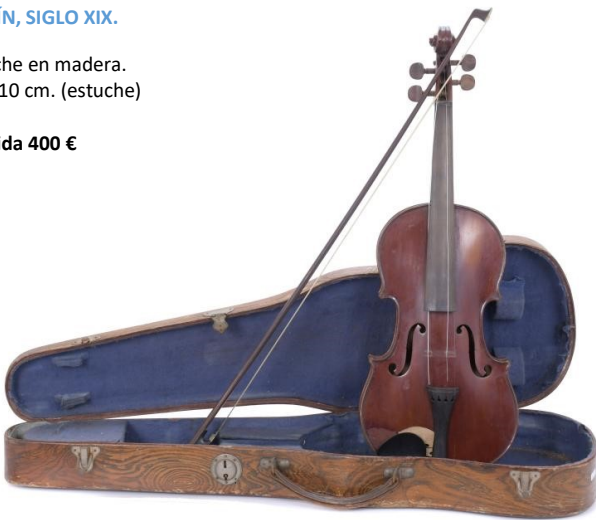 ÍN, SIGLO XIX.
che en madera.
10 cm. (estuche)
ida 400 €